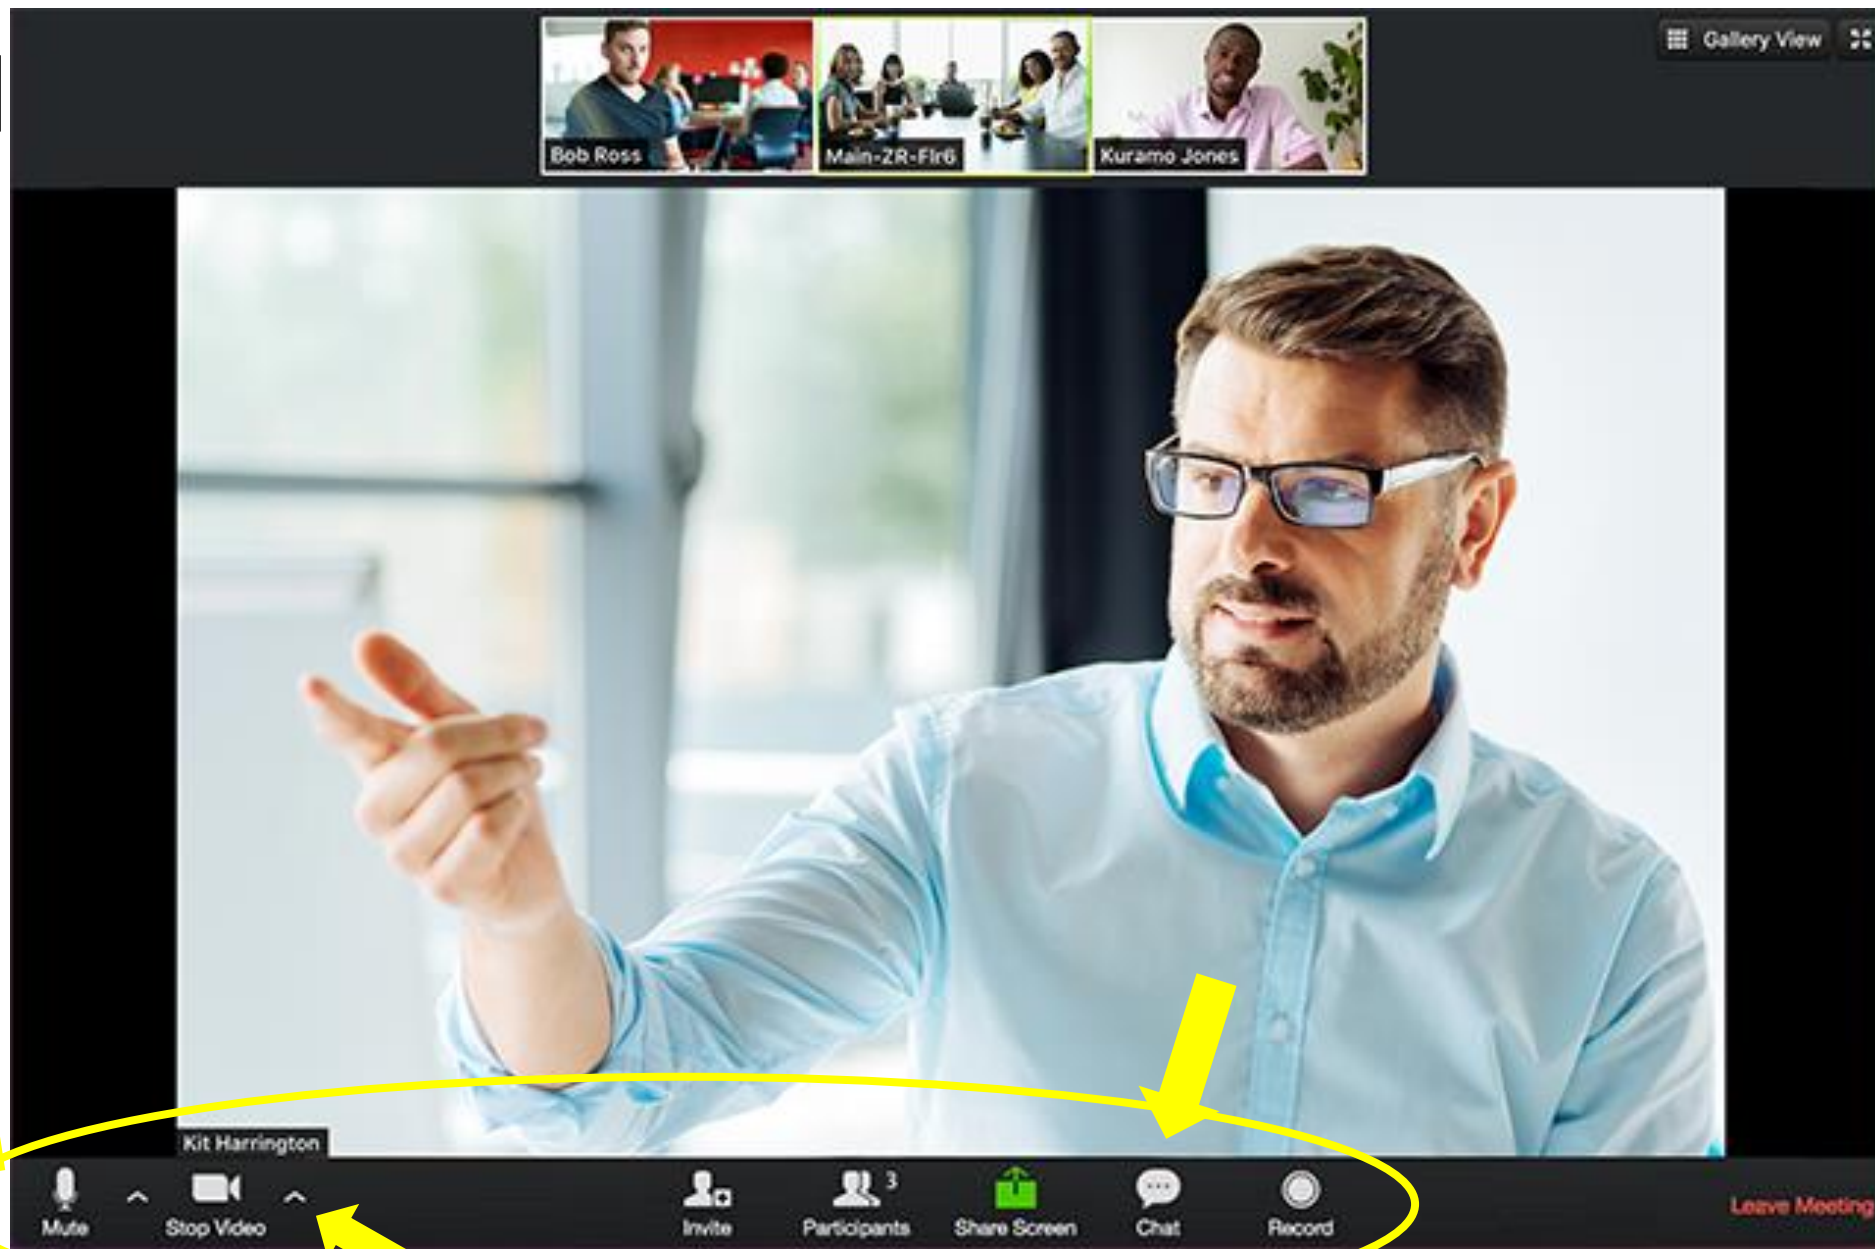 Gallery View
Bob Ross
Main-ZR-Flr6
Kuramo Jones
Kit Harrington
Mute
Stop Video
Invite
Participants
3
Share Screen
Chat
Record
Leave Meeting